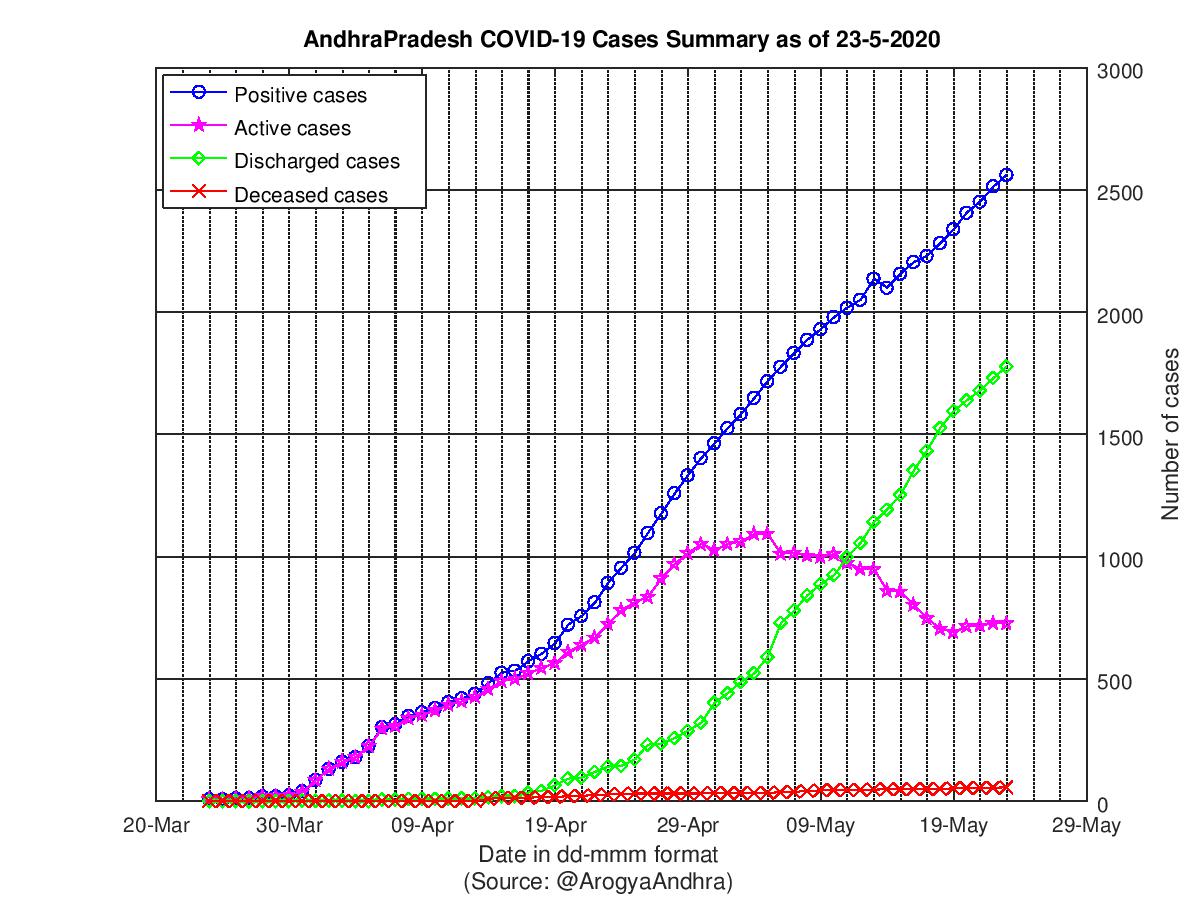 AndhraPradesh COVID-19 Cases Summary as of 23-5-2020
Positive cases
Active cases
Discharged cases
Deceased cases
3000
2500
2000
1500
1000
500
0
Number of cases
20-Mar 30-Mar 09-Apr 19-Apr 29-Apr 09-May 19-May 29-May
Date in dd-mmm format
(Source: @ArogyaAndhra)